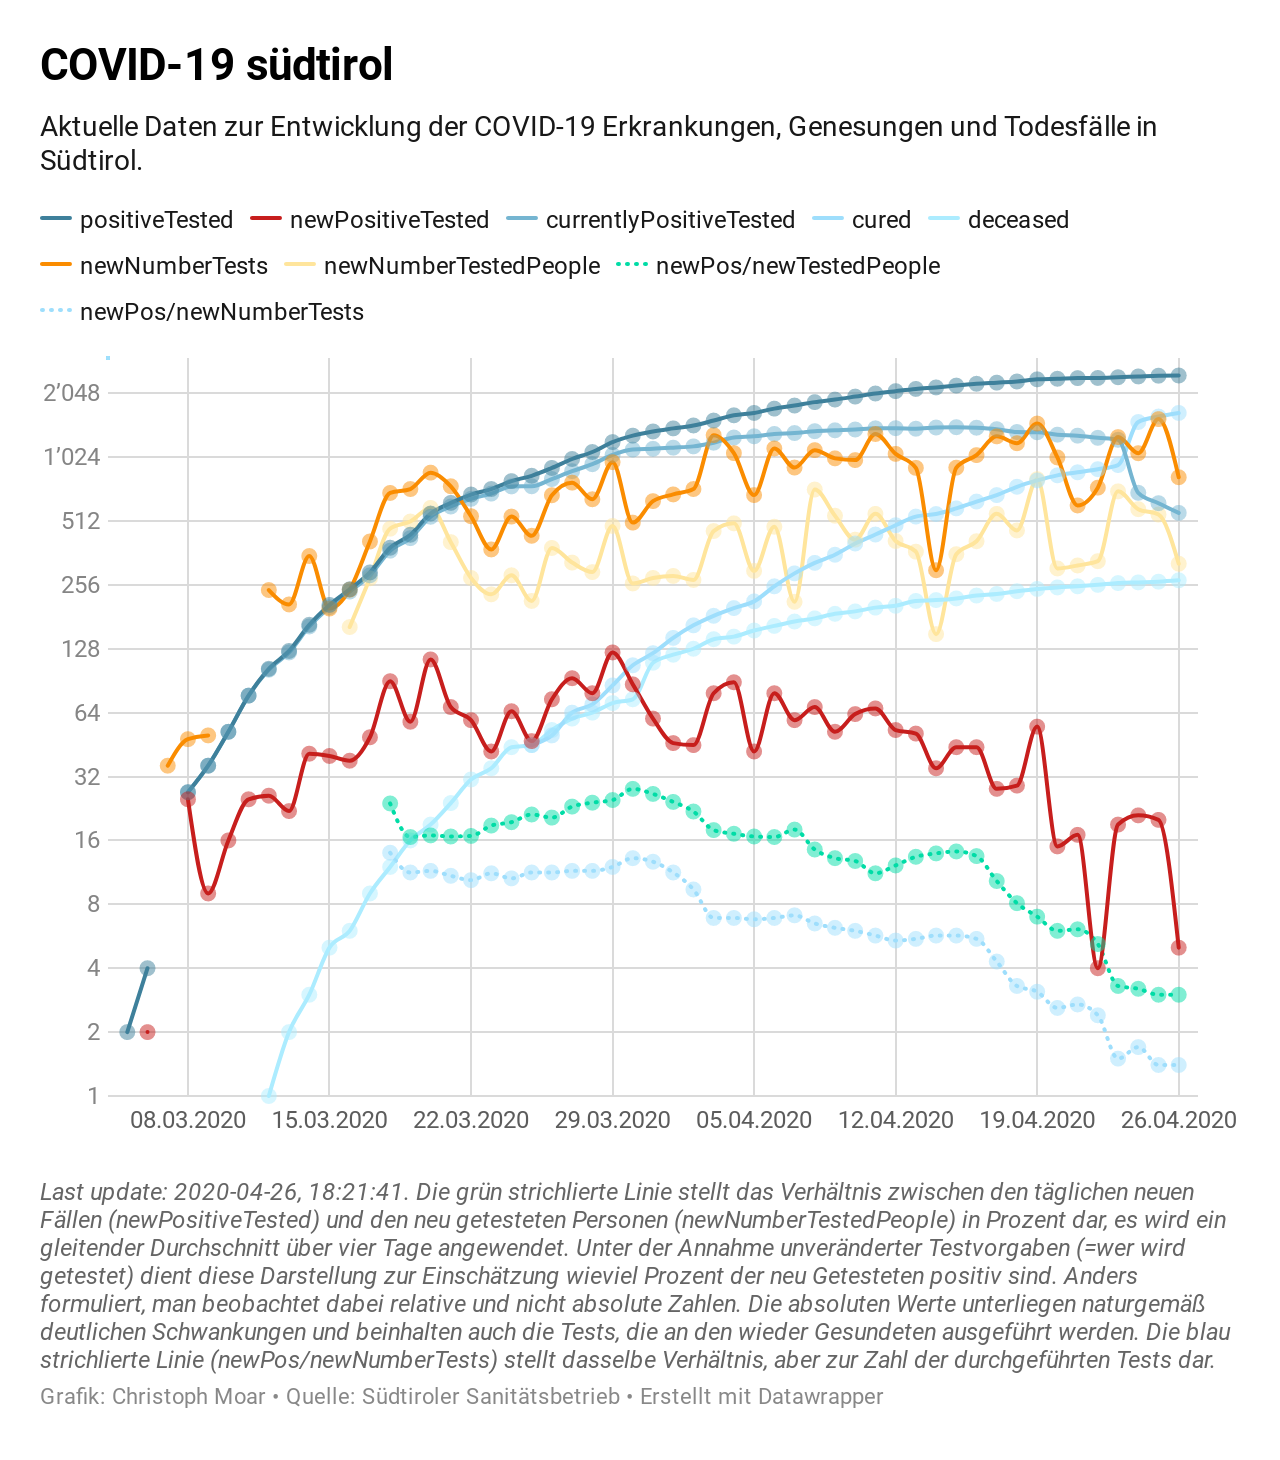 COVID-19 südtirol
Aktuelle Daten zur Entwicklung der COVID-19 Erkrankungen, Genesungen und Todesfälle in
Südtirol.
positiveTested newPositiveTested currentlyPositiveTested cured deceased
newNumberTests newNumberTestedPeople newPos/newTestedPeople
newPos/newNumberTests
2’048
1’024
512
256
128
64
32
16
8
4
2
1
08.03.2020 15.03.2020 22.03.2020 29.03.2020 05.04.2020 12.04.2020 19.04.2020 26.04.2020
Last update: 2020-04-26, 18:21:41. Die grün strichlierte Linie stellt das Verhältnis zwischen den täglichen neuen
Fällen (newPositiveTested) und den neu getesteten Personen (newNumberTestedPeople) in Prozent dar, es wird ein
gleitender Durchschnitt über vier Tage angewendet. Unter der Annahme unveränderter Testvorgaben (=wer wird
getestet) dient diese Darstellung zur Einschätzung wieviel Prozent der neu Getesteten positiv sind. Anders
formuliert, man beobachtet dabei relative und nicht absolute Zahlen. Die absoluten Werte unterliegen naturgemäß
deutlichen Schwankungen und beinhalten auch die Tests, die an den wieder Gesundeten ausgeführt werden. Die blau
strichlierte Linie (newPos/newNumberTests) stellt dasselbe Verhältnis, aber zur Zahl der durchgeführten Tests dar.
Grafik: Christoph Moar • Quelle: Südtiroler Sanitätsbetrieb • Erstellt mit Datawrapper